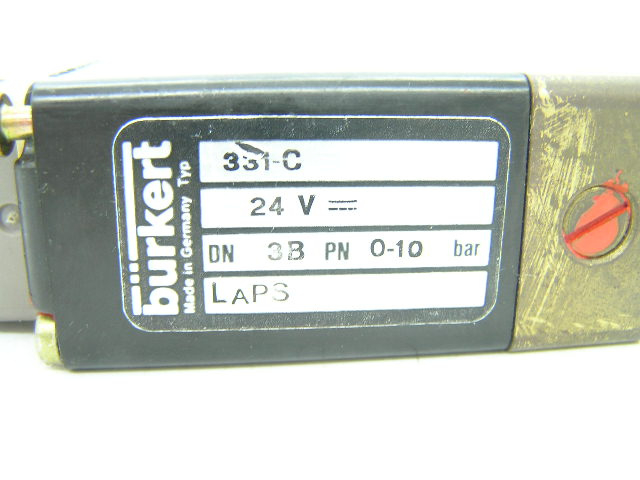 bürkert
Made in Germany Typ
331-C
24 V ⎓
DN 3B PN 0-10 bar
LAPS